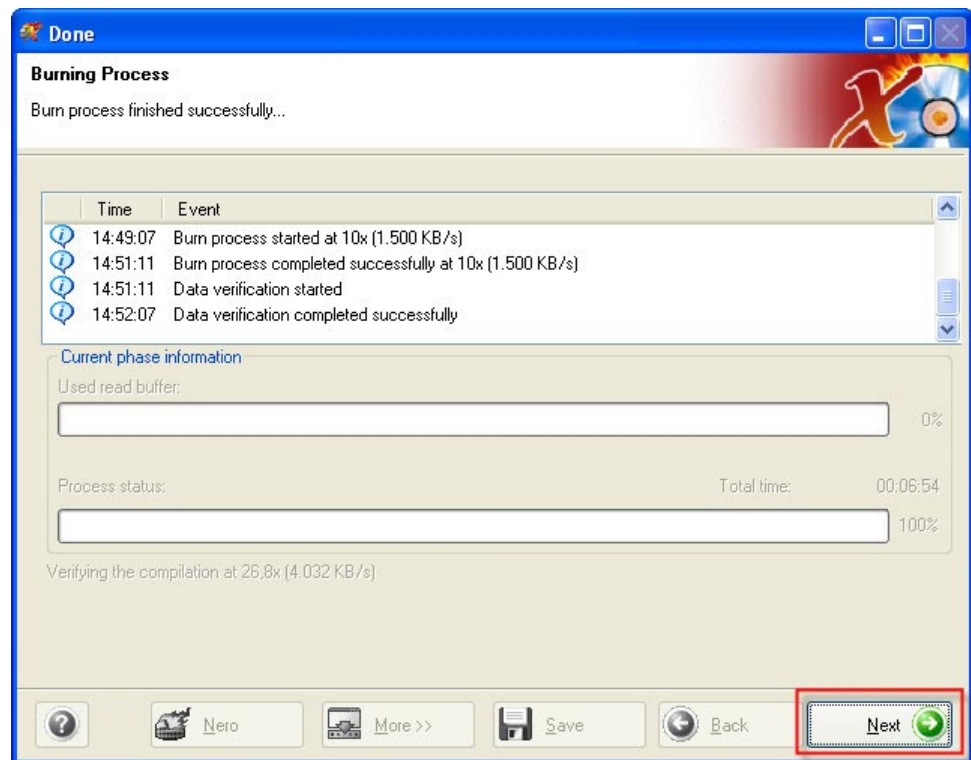 Done
Burning Process
Burn process finished successfully...
Time Event
14:49:07 Burn process started at 10x (1.500 KB/s)
14:51:11 Burn process completed successfully at 10x (1.500 KB/s)
14:51:11 Data verification started
14:52:07 Data verification completed successfully
Current phase information
Used read buffer:
0%
Process status: Total time: 00:06:54
100%
Verifying the compilation at 26,8x (4.032 KB/s)
Nero More >> Save Back Next